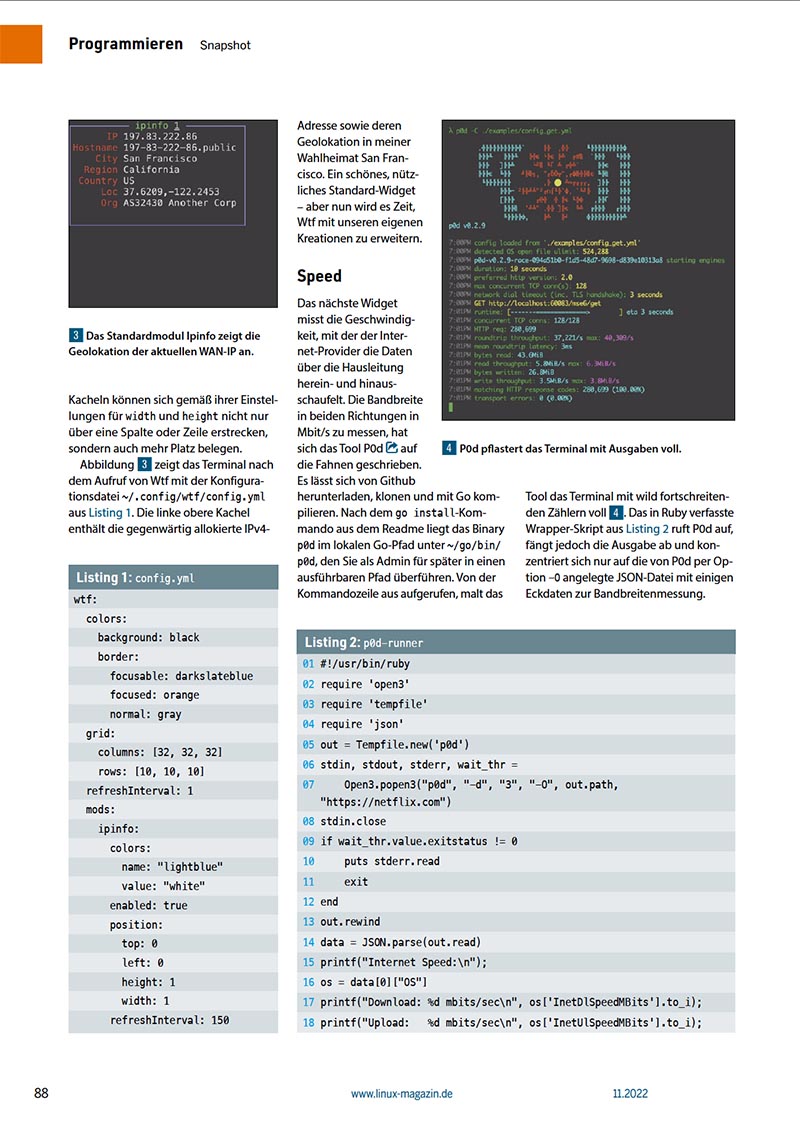 Programmieren Snapshot
ipinfo 1
IP 197.83.222.86
Hostname 197-83-222-86.public
City San Francisco
Region California
Country US
Loc 37.6209,-122.2453
Org AS32430 Another Corp
3 Das Standardmodul Ipinfo zeigt die
Geolokation der aktuellen WAN-IP an.
Kacheln können sich gemäß ihrer Einstel-
lungen für width und height nicht nur
über eine Spalte oder Zeile erstrecken,
sondern auch mehr Platz belegen.
Abbildung 3 zeigt das Terminal nach
dem Aufruf von Wtf mit der Konfigura-
tionsdatei ~/.config/wtf/config.yml
aus Listing 1. Die linke obere Kachel
enthält die gegenwärtig allokierte IPv4-
Adresse sowie deren
Geolokation in meiner
Wahlheimat San Fran-
cisco. Ein schönes, nütz-
liches Standard-Widget
– aber nun wird es Zeit,
Wtf mit unseren eigenen
Kreationen zu erweitern.
Speed
Das nächste Widget
misst die Geschwindig-
keit, mit der der Inter-
net-Provider die Daten
über die Hausleitung
herein- und hinaus-
schaufelt. Die Bandbreite
in beiden Richtungen in
Mbit/s zu messen, hat
sich das Tool P0d auf
die Fahnen geschrieben.
Es lässt sich von Github
herunterladen, klonen und mit Go kom-
pilieren. Nach dem go install-Kom-
mando aus dem Readme liegt das Binary
p0d im lokalen Go-Pfad unter ~/go/bin/
p0d, den Sie als Admin für später in einen
ausführbaren Pfad überführen. Von der
Kommandozeile aus aufgerufen, malt das
λ p0d -C ./examples/config_get.yml
p0d v0.2.9
7:00PM config loaded from './examples/config_get.yml'
7:00PM detected OS open file ulimit: 524,288
7:00PM p0d-v0.2.9-race-094a51b0-f1d5-48d7-9698-d839e10313a8 starting engines
7:00PM duration: 10 seconds
7:00PM preferred http version: 2.0
7:00PM max concurrent TCP conn(s): 128
7:00PM network dial timeout (inc. TLS handshake): 3 seconds
7:00PM GET http://localhost:60083/mse6/get
7:01PM runtime: eto 3 seconds
7:01PM concurrent TCP conns: 128/128
7:01PM HTTP req: 280,699
7:01PM roundtrip throughput: 37,221/s max: 40,309/s
7:01PM mean roundtrip latency: 3ms
7:01PM bytes read: 43.6MiB
7:01PM read throughput: 5.8MiB/s max: 6.3MiB/s
7:01PM bytes written: 26.8MiB
7:01PM write throughput: 3.5MiB/s max: 3.8MiB/s
7:01PM matching HTTP response codes: 280,699 (100.00%)
7:01PM transport errors: 0 (0.00%)
4 P0d pflastert das Terminal mit Ausgaben voll.
Tool das Terminal mit wild fortschreiten-
den Zählern voll 4. Das in Ruby verfasste
Wrapper-Skript aus Listing 2 ruft P0d auf,
fängt jedoch die Ausgabe ab und kon-
zentriert sich nur auf die von P0d per Op-
tion -O angelegte JSON-Datei mit einigen
Eckdaten zur Bandbreitenmessung.
Listing 1: config.yml
wtf:
colors:
background: black
border:
focusable: darkslateblue
focused: orange
normal: gray
grid:
columns: [32, 32, 32]
rows: [10, 10, 10]
refreshInterval: 1
mods:
ipinfo:
colors:
name: "lightblue"
value: "white"
enabled: true
position:
top: 0
left: 0
height: 1
width: 1
refreshInterval: 150
Listing 2: p0d-runner
01 #!/usr/bin/ruby
02 require 'open3'
03 require 'tempfile'
04 require 'json'
05 out = Tempfile.new('p0d')
06 stdin, stdout, stderr, wait_thr =
07 Open3.popen3("p0d", "-d", "3", "-O", out.path,
"https://netflix.com")
08 stdin.close
09 if wait_thr.value.exitstatus != 0
10 puts stderr.read
11 exit
12 end
13 out.rewind
14 data = JSON.parse(out.read)
15 printf("Internet Speed:\n");
16 os = data[0]["OS"]
17 printf("Download: %d mbits/sec\n", os['InetDlSpeedMBits'].to_i);
18 printf("Upload: %d mbits/sec\n", os['InetUlSpeedMBits'].to_i);
88
www.linux-magazin.de
11.2022